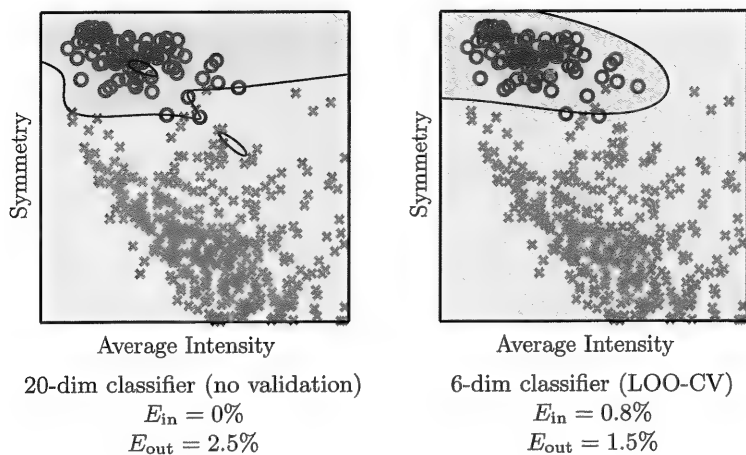 Symmetry
Average Intensity
20-dim classifier (no validation)
E_in = 0%
E_out = 2.5%
Symmetry
Average Intensity
6-dim classifier (LOO-CV)
E_in = 0.8%
E_out = 1.5%